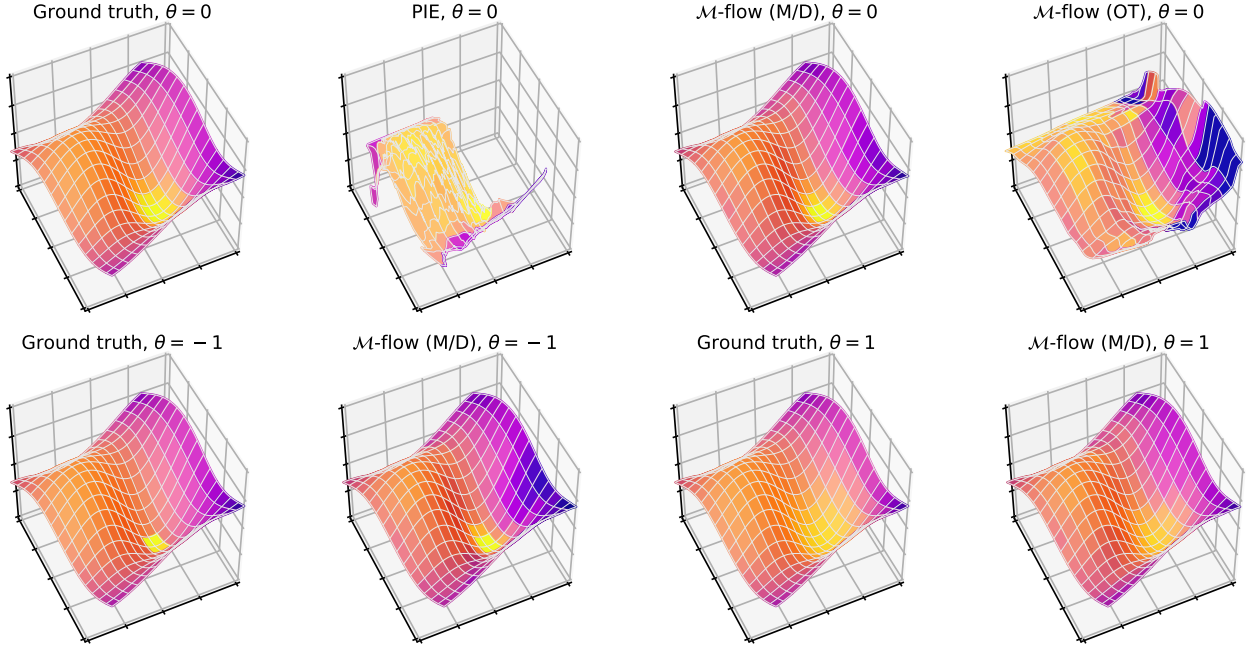 Ground truth, θ = 0
PIE, θ = 0
ℳ-flow (M/D), θ = 0
ℳ-flow (OT), θ = 0
Ground truth, θ = −1
ℳ-flow (M/D), θ = −1
Ground truth, θ = 1
ℳ-flow (M/D), θ = 1